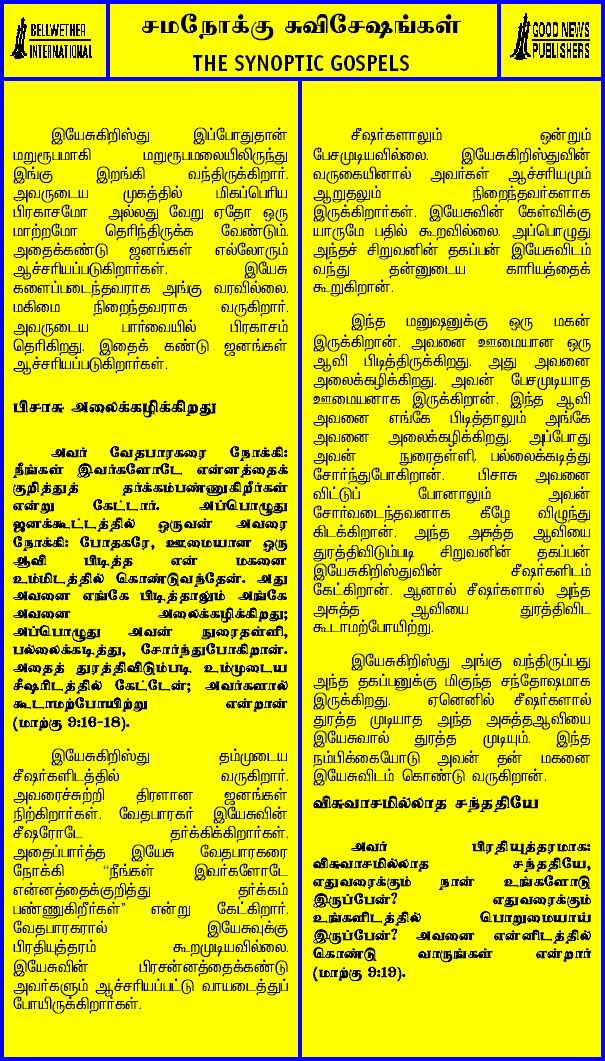 BELLWETHER
INTERNATIONAL
சமநோக்கு சுவிசேஷங்கள்
THE SYNOPTIC GOSPELS
GOOD NEWS
PUBLISHERS
இயேசுகிறிஸ்து இப்போதுதான்
மறுரூபமாகி மறுரூபமலையிலிருந்து
இங்கு இறங்கி வந்திருக்கிறார்.
அவருடைய முகத்தில் மிகப்பெரிய
பிரகாசமோ அல்லது வேறு ஏதோ ஒரு
மாற்றமோ தெரிந்திருக்க வேண்டும்.
அதைக்கண்டு ஜனங்கள் எல்லோரும்
ஆச்சரியப்படுகிறார்கள். இயேசு
களைப்படைந்தவராக அங்கு வரவில்லை.
மகிமை நிறைந்தவராக வருகிறார்.
அவருடைய பார்வையில் பிரகாசம்
தெரிகிறது. இதைக் கண்டு ஜனங்கள்
ஆச்சரியப்படுகிறார்கள்.
பிசாசு அலைக்கழிக்கிறது
அவர் வேதபாரகரை நோக்கி:
நீங்கள் இவர்களோடே என்னத்தைக்
குறித்துத் தர்க்கம்பண்ணுகிறீர்கள்
என்று கேட்டார். அப்பொழுது
ஜனக்கூட்டத்தில் ஒருவன் அவரை
நோக்கி: போதகரே, ஊமையான ஒரு
ஆவி பிடித்த என் மகனை
உம்மிடத்தில் கொண்டுவந்தேன். அது
அவனை எங்கே பிடித்தாலும் அங்கே
அவனை அலைக்கழிக்கிறது;
அப்பொழுது அவன் நுரைதள்ளி,
பல்லைக்கடித்து, சோர்ந்துபோகிறான்.
அதைத் துரத்திவிடும்படி உம்முடைய
சீஷரிடத்தில் கேட்டேன்; அவர்களால்
கூடாமற்போயிற்று என்றான்
(மாற்கு 9:16-18).
இயேசுகிறிஸ்து தம்முடைய
சீஷர்களிடத்தில் வருகிறார்.
அவரைச்சுற்றி திரளான ஜனங்கள்
நிற்கிறார்கள். வேதபாரகர் இயேசுவின்
சீஷரோடே தர்க்கிக்கிறார்கள்.
அதைப்பார்த்த இயேசு வேதபாரகரை
நோக்கி "நீங்கள் இவர்களோடே
என்னத்தைக்குறித்து தர்க்கம்
பண்ணுகிறீர்கள்" என்று கேட்கிறார்.
வேதபாரகரால் இயேசுவுக்கு
பிரதியுத்தரம் கூறமுடியவில்லை.
இயேசுவின் பிரசன்னத்தைக்கண்டு
அவர்களும் ஆச்சரியப்பட்டு வாயடைத்துப்
போயிருக்கிறார்கள்.
சீஷர்களாலும் ஒன்றும்
பேசமுடியவில்லை. இயேசுகிறிஸ்துவின்
வருகையினால் அவர்கள் ஆச்சரியமும்
ஆறுதலும் நிறைந்தவர்களாக
இருக்கிறார்கள். இயேசுவின் கேள்விக்கு
யாருமே பதில் கூறவில்லை. அப்பொழுது
அந்தச் சிறுவனின் தகப்பன் இயேசுவிடம்
வந்து தன்னுடைய காரியத்தைக்
கூறுகிறான்.
இந்த மனுஷனுக்கு ஒரு மகன்
இருக்கிறான். அவனை ஊமையான ஒரு
ஆவி பிடித்திருக்கிறது. அது அவனை
அலைக்கழிக்கிறது. அவன் பேசமுடியாத
ஊமையனாக இருக்கிறான். இந்த ஆவி
அவனை எங்கே பிடித்தாலும் அங்கே
அவனை அலைக்கழிக்கிறது. அப்போது
அவன் நுரைதள்ளி, பல்லைக்கடித்து
சோர்ந்துபோகிறான். பிசாசு அவனை
விட்டுப் போனாலும் அவன்
சோர்வடைந்தவனாக கீழே விழுந்து
கிடக்கிறான். அந்த அசுத்த ஆவியை
துரத்திவிடும்படி சிறுவனின் தகப்பன்
இயேசுகிறிஸ்துவின் சீஷர்களிடம்
கேட்கிறான். ஆனால் சீஷர்களால் அந்த
அசுத்த ஆவியை துரத்திவிட
கூடாமற்போயிற்று.
இயேசுகிறிஸ்து அங்கு வந்திருப்பது
அந்த தகப்பனுக்கு மிகுந்த சந்தோஷமாக
இருக்கிறது. ஏனெனில் சீஷர்களால்
துரத்த முடியாத அந்த அசுத்தஆவியை
இயேசுவால் துரத்த முடியும். இந்த
நம்பிக்கையோடு அவன் தன் மகனை
இயேசுவிடம் கொண்டு வருகிறான்.
விசுவாசமில்லாத சந்ததியே
அவர் பிரதியுத்தரமாக:
விசுவாசமில்லாத சந்ததியே,
எதுவரைக்கும் நான் உங்களோடு
இருப்பேன்? எதுவரைக்கும்
உங்களிடத்தில் பொறுமையாய்
இருப்பேன்? அவனை என்னிடத்தில்
கொண்டு வாருங்கள் என்றார்
(மாற்கு 9:19).